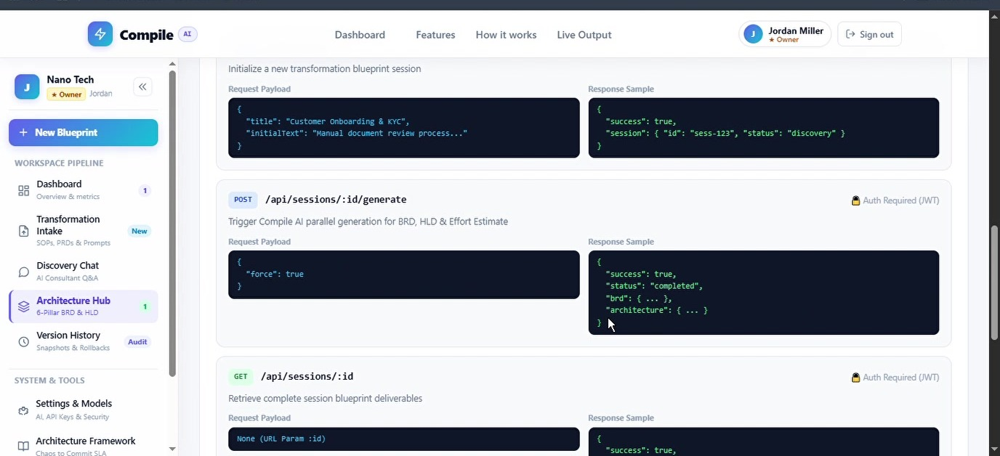 Compile AI
Dashboard
Features
How it works
Live Output
J
Jordan Miller
★ Owner
Sign out
J
Nano Tech
★ Owner Jordan
+ New Blueprint
WORKSPACE PIPELINE
Dashboard
Overview & metrics
1
Transformation
Intake
SOPs, PRDs & Prompts
New
Discovery Chat
AI Consultant Q&A
Architecture Hub
6-Pillar BRD & HLD
1
Version History
Snapshots & Rollbacks
Audit
SYSTEM & TOOLS
Settings & Models
AI, API Keys & Security
Architecture Framework
Chaos to Commit SLA
Initialize a new transformation blueprint session
Request Payload
{
"title": "Customer Onboarding & KYC",
"initialText": "Manual document review process..."
}
Response Sample
{
"success": true,
"session": { "id": "sess-123", "status": "discovery" }
}
POST /api/sessions/:id/generate
Auth Required (JWT)
Trigger Compile AI parallel generation for BRD, HLD & Effort Estimate
Request Payload
{
"force": true
}
Response Sample
{
"success": true,
"status": "completed",
"brd": { ... },
"architecture": { ... }
}
GET /api/sessions/:id
Auth Required (JWT)
Retrieve complete session blueprint deliverables
Request Payload
None (URL Param :id)
Response Sample
{
"success": true,